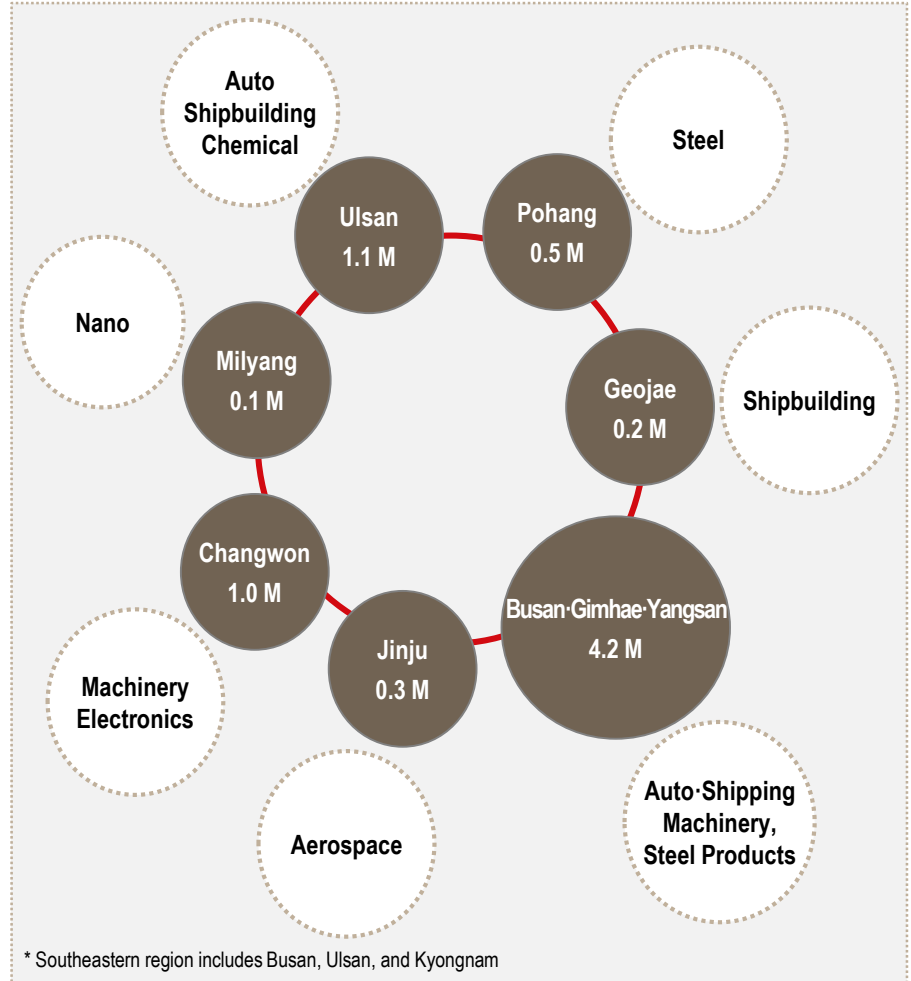 Auto
Shipbuilding
Chemical
Steel
Ulsan
1.1 M
Pohang
0.5 M
Nano
Milyang
0.1 M
Geojae
0.2 M
Shipbuilding
Changwon
1.0 M
Busan·Gimhae·Yangsan
4.2 M
Jinju
0.3 M
Machinery
Electronics
Aerospace
Auto·Shipping
Machinery,
Steel Products
* Southeastern region includes Busan, Ulsan, and Kyongnam